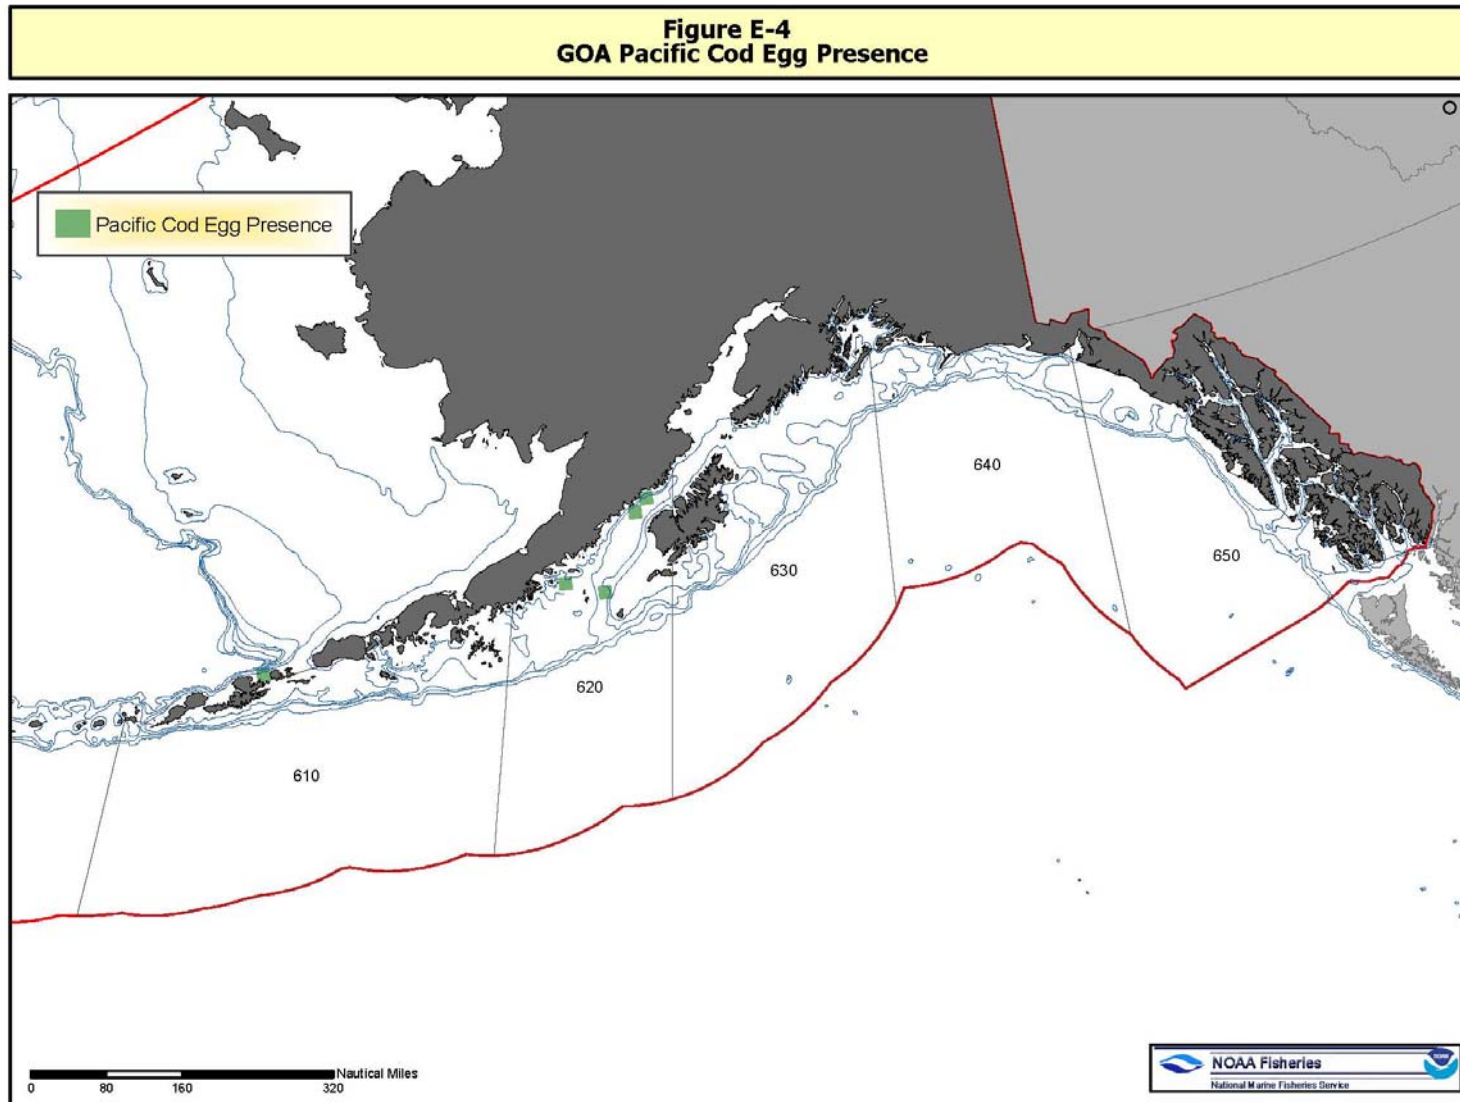 Figure E-4
GOA Pacific Cod Egg Presence
Pacific Cod Egg Presence
640
650
630
620
610
Nautical Miles
0 80 160 320
NOAA Fisheries
National Marine Fisheries Service